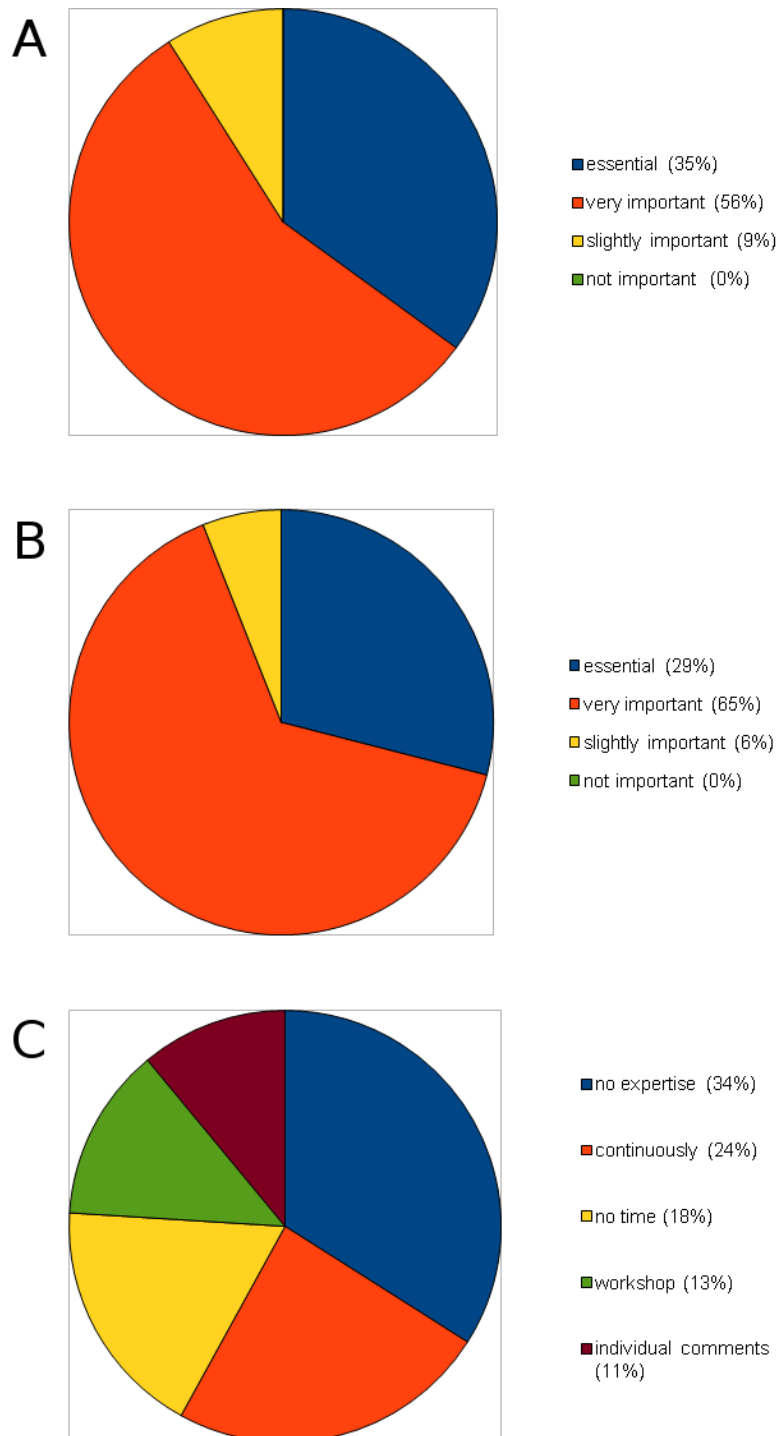 A
essential (35%)
very important (56%)
slightly important (9%)
not important (0%)
B
essential (29%)
very important (65%)
slightly important (6%)
not important (0%)
C
no expertise (34%)
continuously (24%)
no time (18%)
workshop (13%)
individual comments
(11%)